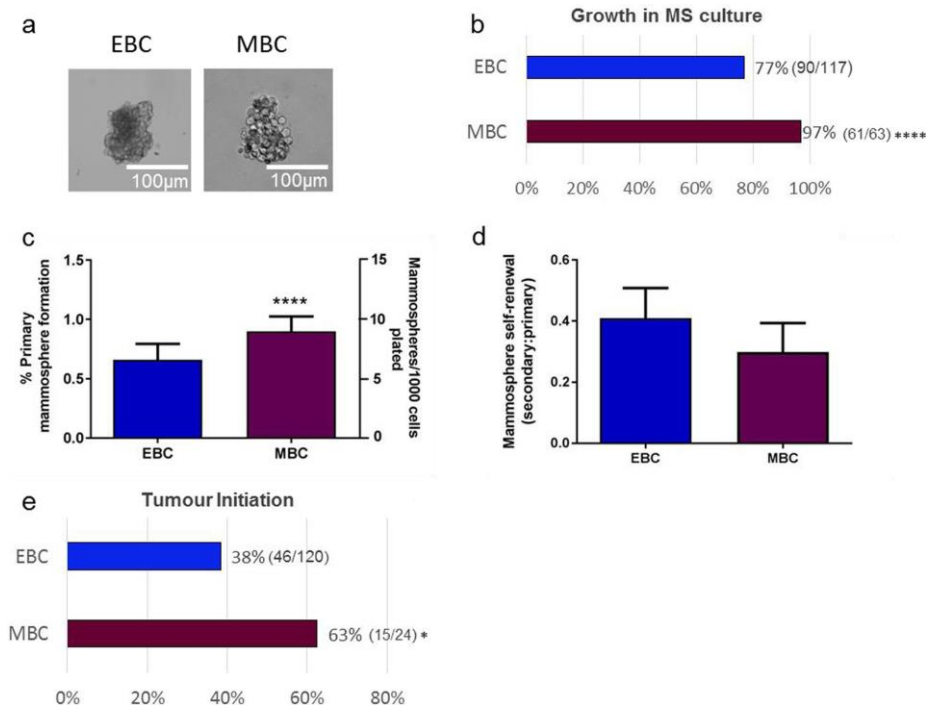 a
EBC
MBC
100µm
100µm
b
Growth in MS culture
EBC
77% (90/117)
MBC
97% (61/63) ****
0% 20% 40% 60% 80% 100%
c
% Primary
mammosphere formation
1.5
1.0
0.5
0.0
****
EBC MBC
15
10
5
0
Mammospheres/1000 cells
plated
d
Mammosphere self-renewal
(secondary:primary)
0.6
0.4
0.2
0.0
EBC MBC
e
Tumour Initiation
EBC
38% (46/120)
MBC
63% (15/24) *
0% 20% 40% 60% 80%